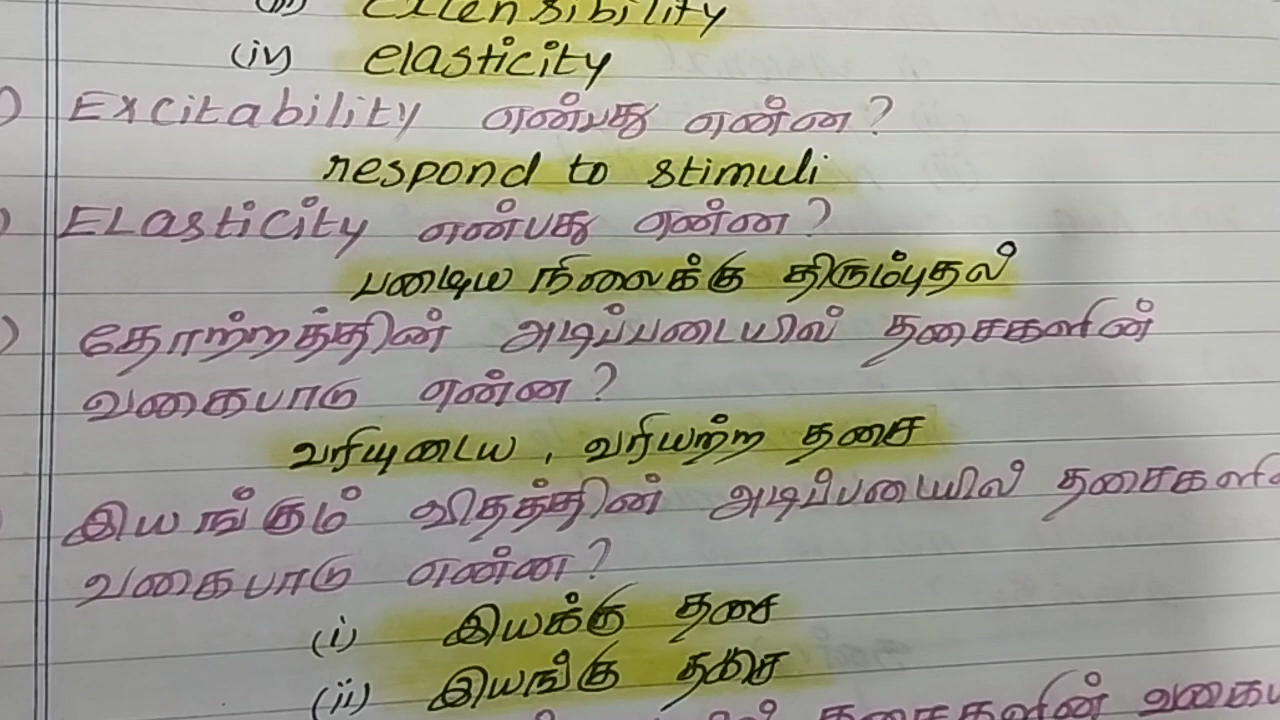 (iii) extensibility
(iv) elasticity
) Excitability என்பது என்ன?
respond to stimuli
) ELasticity என்பது என்ன?
பழைய நிலைக்கு திரும்புதல்
) தோற்றத்தின் அடிப்படையில் தசைகளின்
வகைபாடு என்ன?
வரியுடைய, வரியற்ற தசை
இயங்கும் விதத்தின் அடிப்படையில்
வகைபாடு என்ன?
(i) இயக்கு தசை
(ii) இயங்கு தசை
தசைகளின்